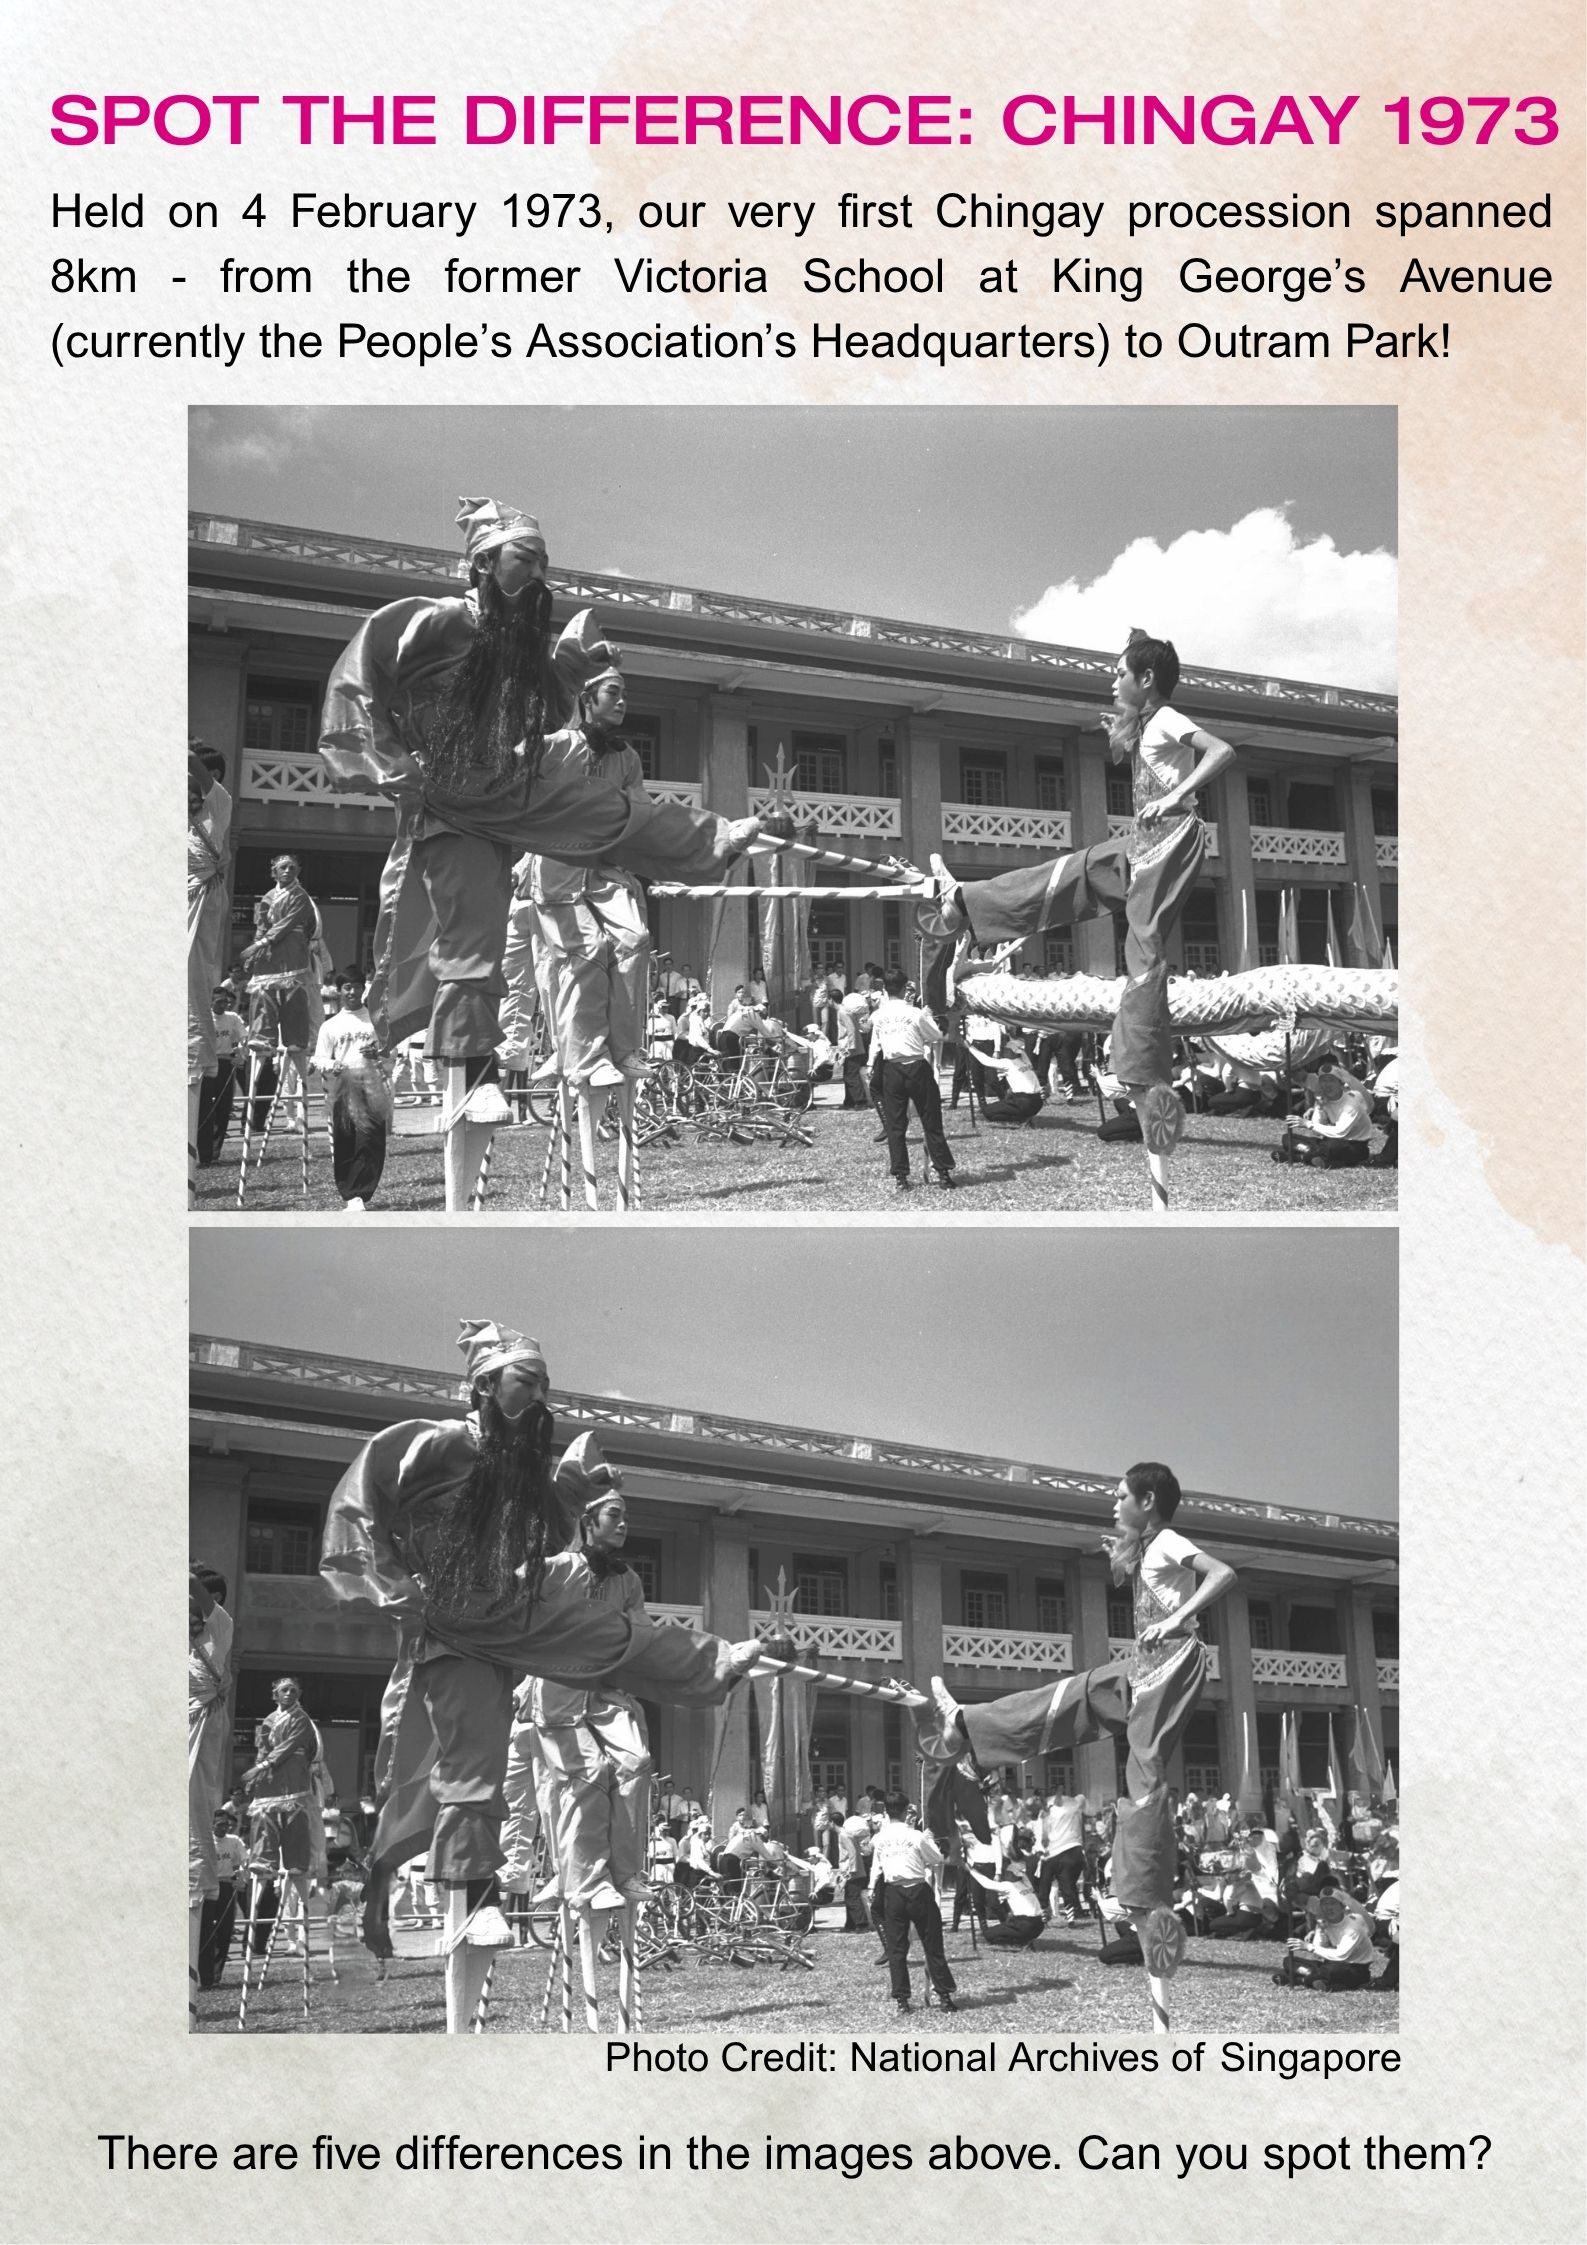 SPOT THE DIFFERENCE: CHINGAY 1973
Held on 4 February 1973, our very first Chingay procession spanned
8km - from the former Victoria School at King George’s Avenue
(currently the People’s Association’s Headquarters) to Outram Park!
Photo Credit: National Archives of Singapore
There are five differences in the images above. Can you spot them?